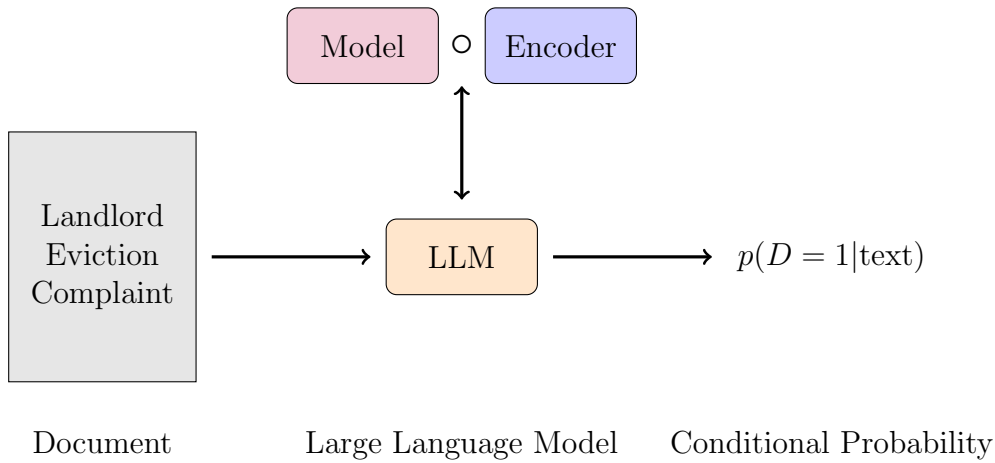 Model ○ Encoder
Landlord
Eviction
Complaint
LLM
p(D = 1|text)
Document
Large Language Model
Conditional Probability